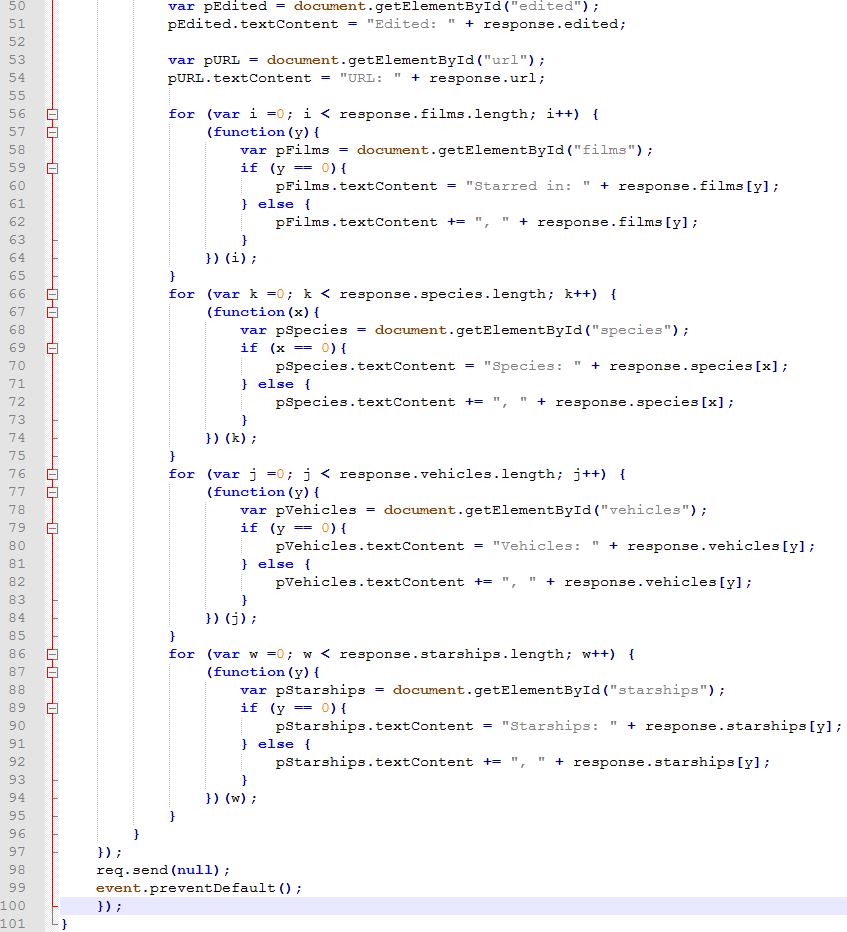 50 var pEdited = document.getElementById("edited");
51 pEdited.textContent = "Edited: " + response.edited;
52
53 var pURL = document.getElementById("url");
54 pURL.textContent = "URL: " + response.url;
55
56 for (var i =0; i < response.films.length; i++) {
57 (function(y){
58 var pFilms = document.getElementById("films");
59 if (y == 0){
60 pFilms.textContent = "Starred in: " + response.films[y];
61 } else {
62 pFilms.textContent += ", " + response.films[y];
63 }
64 })(i);
65 }
66 for (var k =0; k < response.species.length; k++) {
67 (function(x){
68 var pSpecies = document.getElementById("species");
69 if (x == 0){
70 pSpecies.textContent = "Species: " + response.species[x];
71 } else {
72 pSpecies.textContent += ", " + response.species[x];
73 }
74 })(k);
75 }
76 for (var j =0; j < response.vehicles.length; j++) {
77 (function(y){
78 var pVehicles = document.getElementById("vehicles");
79 if (y == 0){
80 pVehicles.textContent = "Vehicles: " + response.vehicles[y];
81 } else {
82 pVehicles.textContent += ", " + response.vehicles[y];
83 }
84 })(j);
85 }
86 for (var w =0; w < response.starships.length; w++) {
87 (function(y){
88 var pStarships = document.getElementById("starships");
89 if (y == 0){
90 pStarships.textContent = "Starships: " + response.starships[y];
91 } else {
92 pStarships.textContent += ", " + response.starships[y];
93 }
94 })(w);
95 }
96 }
97 });
98 req.send(null);
99 event.preventDefault();
100 });
101 }